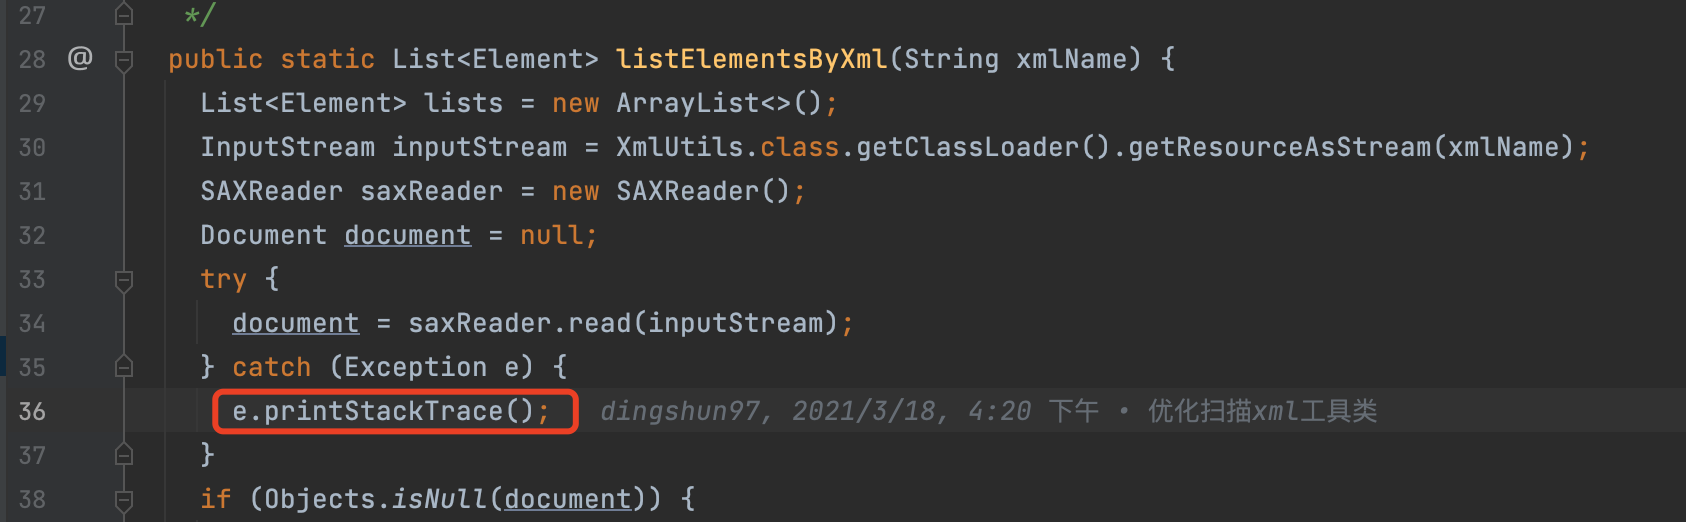 27 */
28 @ public static List<Element> listElementsByXml(String xmlName) {
29 List<Element> lists = new ArrayList<>();
30 InputStream inputStream = XmlUtils.class.getClassLoader().getResourceAsStream(xmlName);
31 SAXReader saxReader = new SAXReader();
32 Document document = null;
33 try {
34 document = saxReader.read(inputStream);
35 } catch (Exception e) {
36 e.printStackTrace(); dingshun97, 2021/3/18, 4:20 下午 • 优化扫描xml工具类
37 }
38 if (Objects.isNull(document)) {